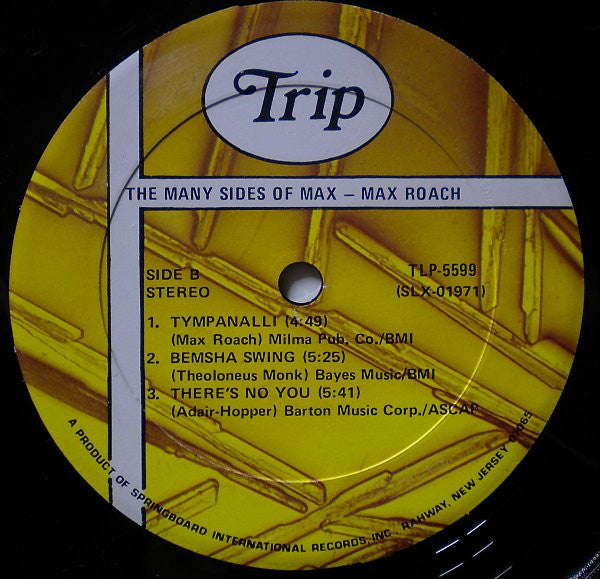 Trip
THE MANY SIDES OF MAX – MAX ROACH
SIDE B
STEREO
TLP-5599
(SLX-01971)
1. TYMPANALLI (4:49)
(Max Roach) Milma Pub. Co./BMI
2. BEMSHA SWING (5:25)
(Theoloneus Monk) Bayes Music/BMI
3. THERE'S NO YOU (5:41)
(Adair-Hopper) Barton Music Corp./ASCAP
A PRODUCT OF SPRINGBOARD INTERNATIONAL RECORDS, INC., RAHWAY, NEW JERSEY 07065